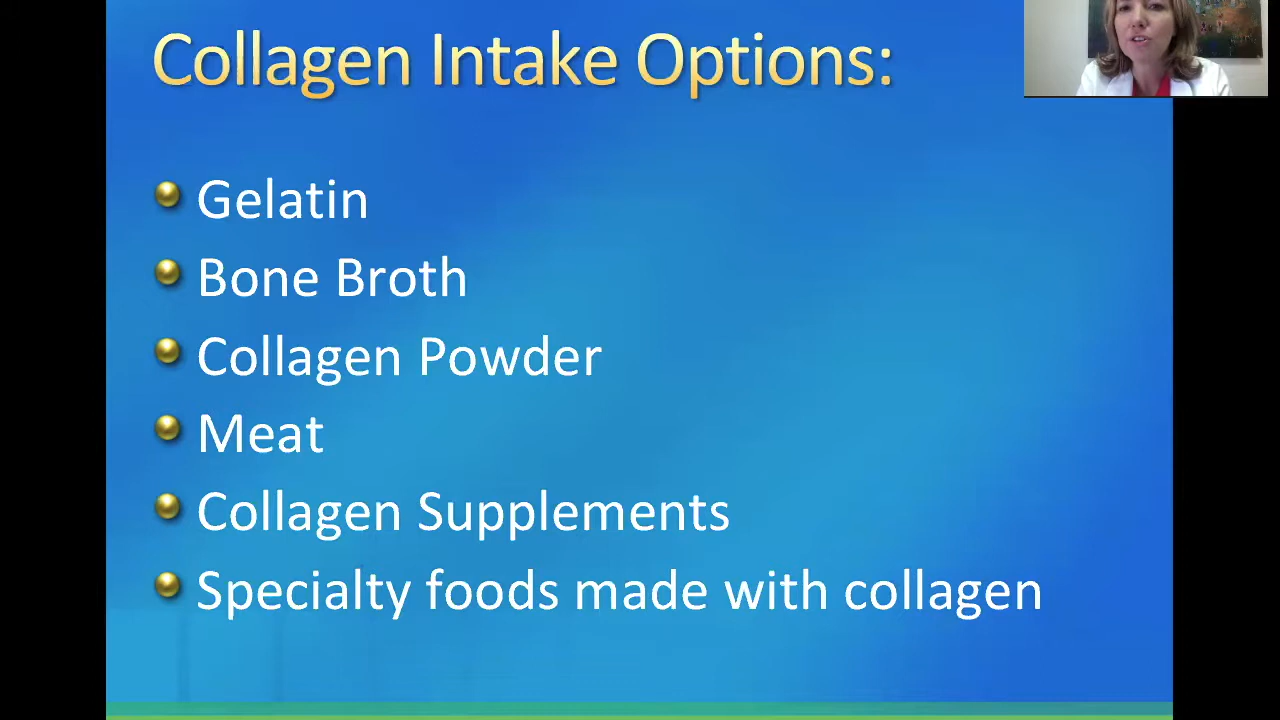 Collagen Intake Options:
Gelatin
Bone Broth
Collagen Powder
Meat
Collagen Supplements
Specialty foods made with collagen